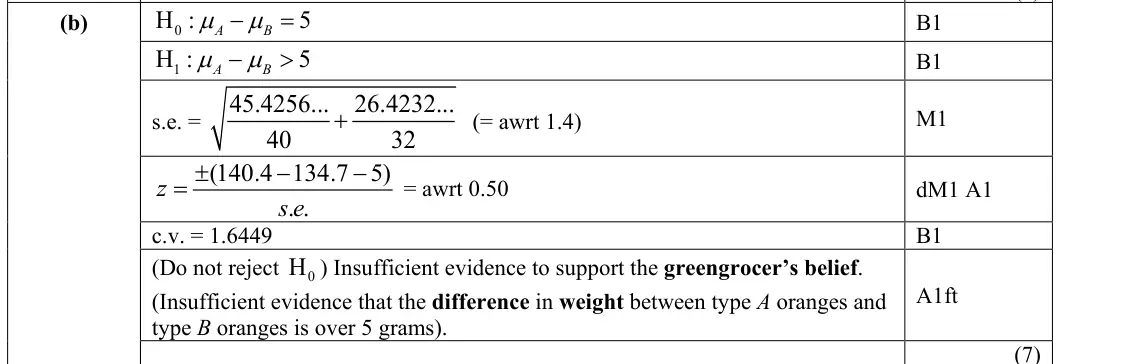 (b) H₀ : μ_A − μ_B = 5 B1
H₁ : μ_A − μ_B > 5 B1
s.e. = √(45.4256.../40 + 26.4232.../32) (= awrt 1.4) M1
z = ±(140.4 − 134.7 − 5)/s.e. = awrt 0.50 dM1 A1
c.v. = 1.6449 B1
(Do not reject H₀ ) Insufficient evidence to support the greengrocer’s belief.
(Insufficient evidence that the difference in weight between type A oranges and A1ft
type B oranges is over 5 grams).
(7)